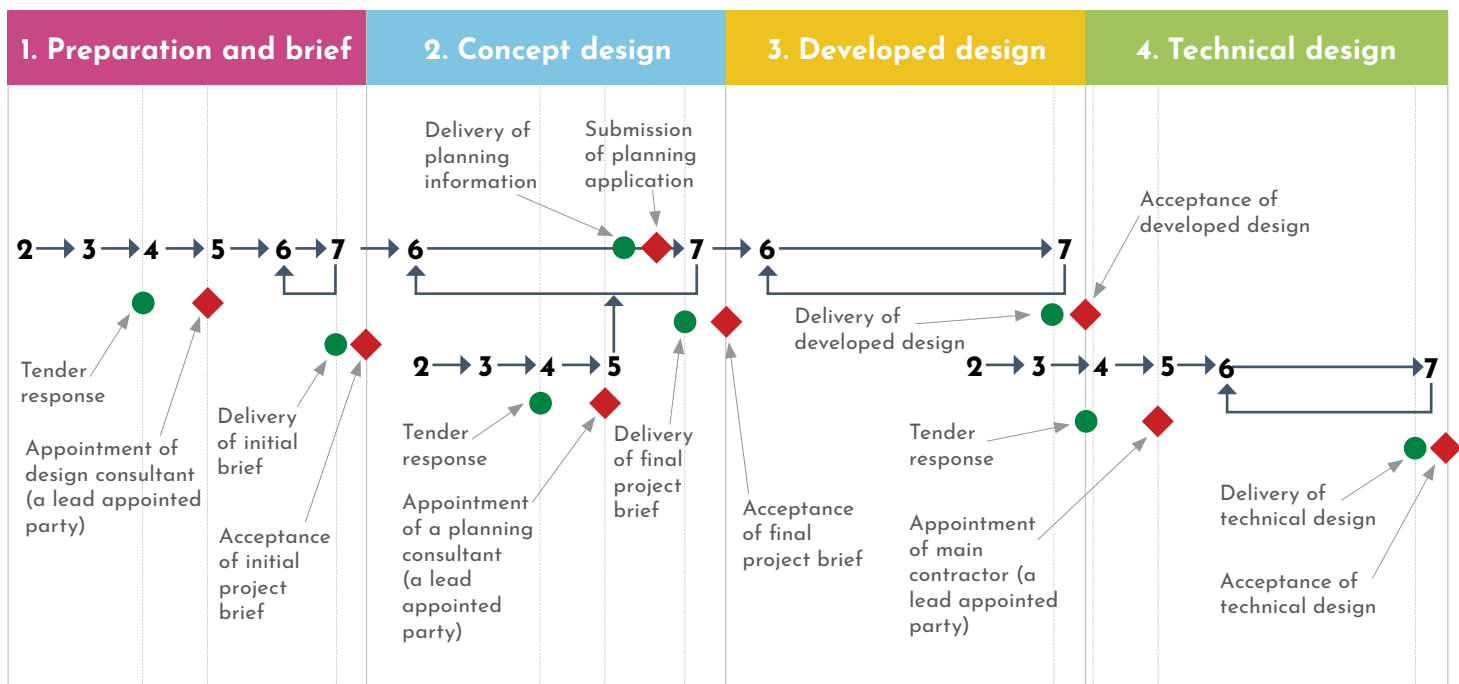 1. Preparation and brief
2. Concept design
3. Developed design
4. Technical design
Delivery of
planning
information
Submission
of planning
application
Acceptance of
developed design
2 3 4 5 6 7 6 7 6 7
Delivery of
developed design
2 3 4 5
2 3 4 5 6 7
Tender
response
Appointment of
design consultant
(a lead appointed
party)
Delivery
of initial
brief
Acceptance
of initial
project
brief
Tender
response
Appointment
of a planning
consultant
(a lead
appointed
party)
Delivery
of final
project
brief
Acceptance
of final
project brief
Tender
response
Appointment
of main
contractor (a
lead appointed
party)
Delivery of
technical design
Acceptance of
technical design